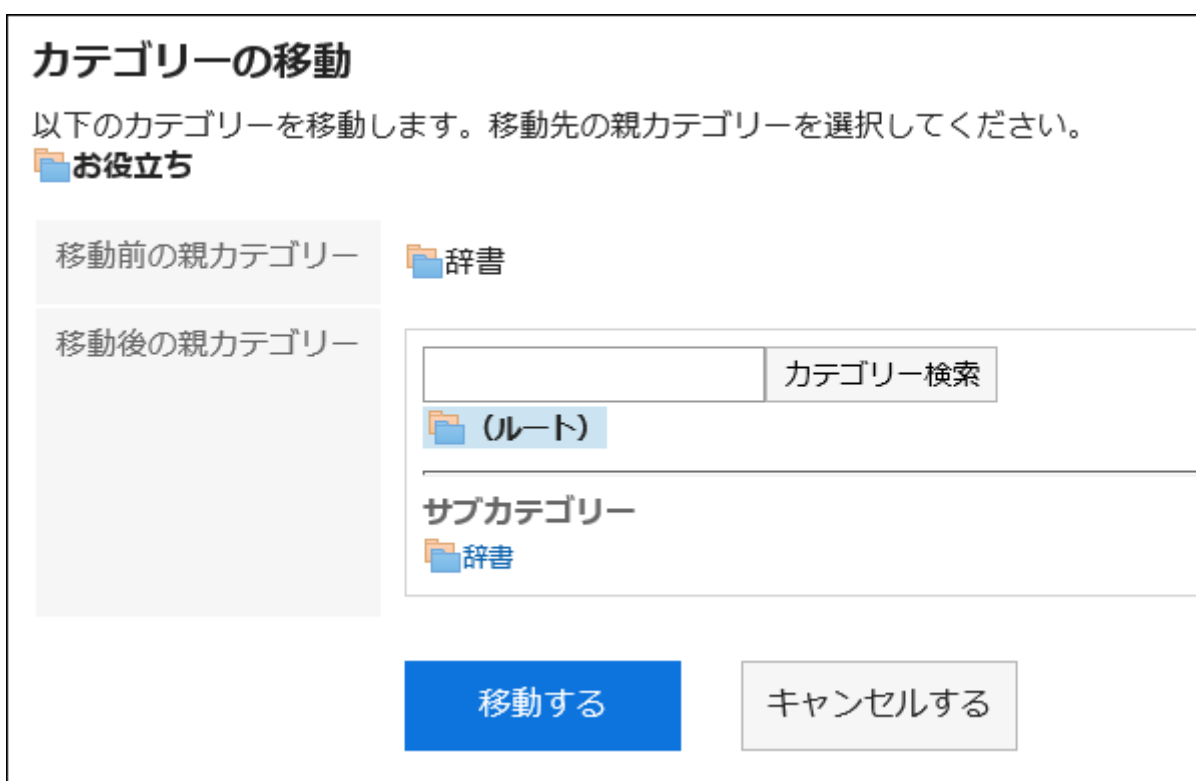 カテゴリーの移動
以下のカテゴリーを移動します。移動先の親カテゴリーを選択してください。
お役立ち
移動前の親カテゴリー
辞書
移動後の親カテゴリー
カテゴリー検索
（ルート）
サブカテゴリー
辞書
移動する
キャンセルする